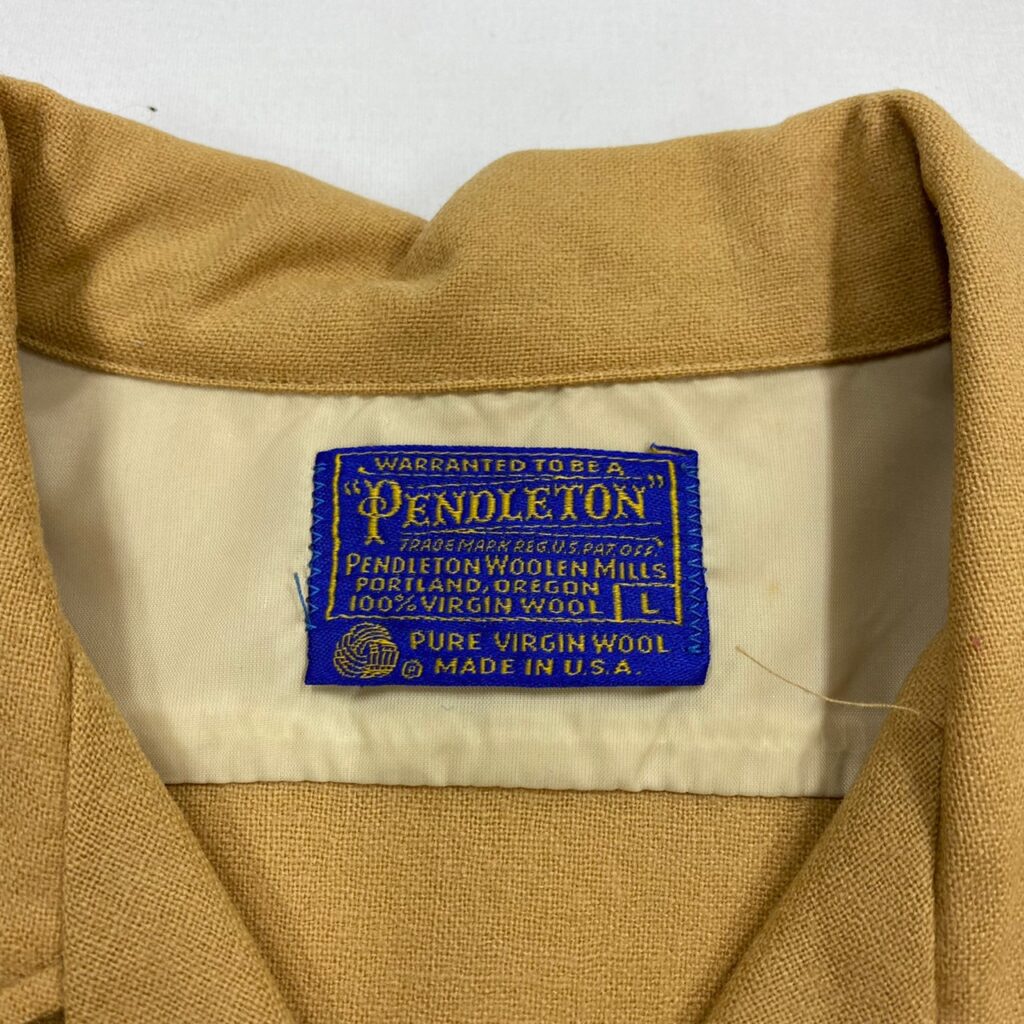 WARRANTED TO BE A
"PENDLETON"
TRADE MARK REG. U.S. PAT. OFF.
PENDLETON WOOLEN MILLS
PORTLAND, OREGON
100% VIRGIN WOOL L
PURE VIRGIN WOOL
® MADE IN U.S.A.